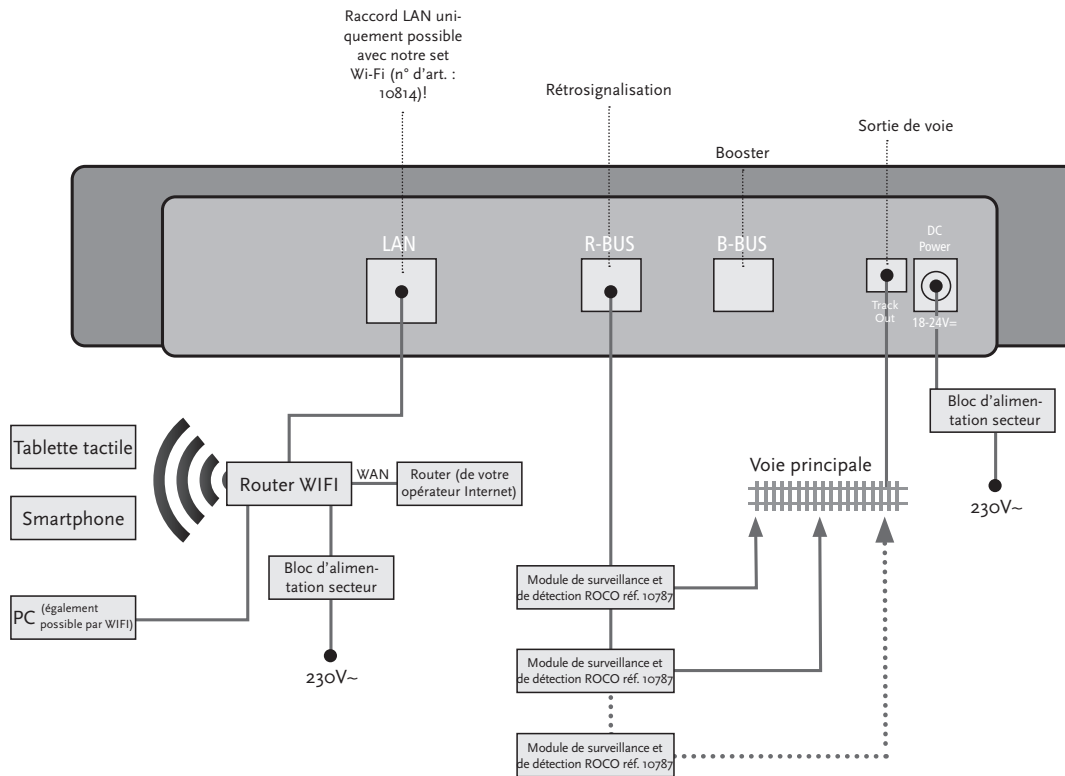 Raccord LAN uni-
quement possible
avec notre set
Wi-Fi (n° d'art. :
10814)!
Rétrosignalisation
Sortie de voie
Booster
LAN
R-BUS
B-BUS
DC
Power
Track
Out
18-24V=
Bloc d'alimen-
tation secteur
230V~
Tablette tactile
Smartphone
PC (également
possible par WIFI)
Router WIFI
WAN
Router (de votre
opérateur Internet)
Bloc d'alimen-
tation secteur
230V~
Voie principale
Module de surveillance et
de détection ROCO réf. 10787
Module de surveillance et
de détection ROCO réf. 10787
Module de surveillance et
de détection ROCO réf. 10787